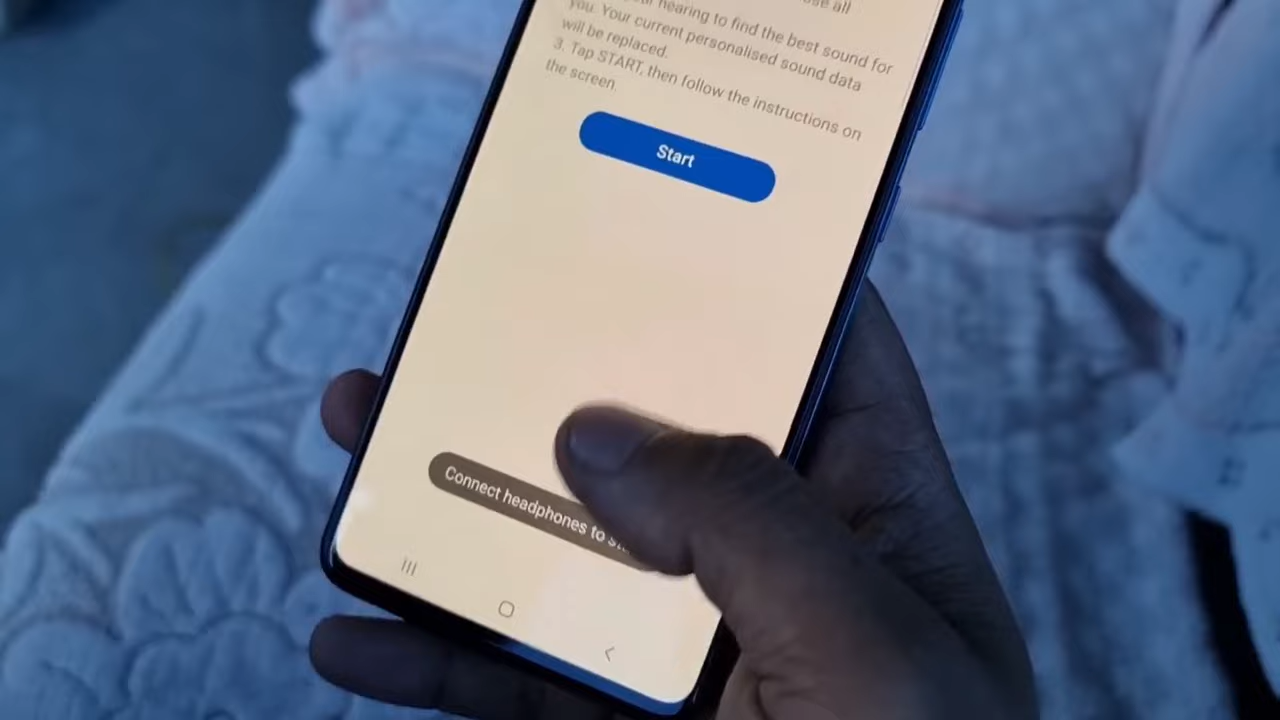 all
hearing to find the best sound for
you. Your current personalised sound data
will be replaced.
3. Tap START, then follow the instructions on
the screen.
Start
Connect headphones to